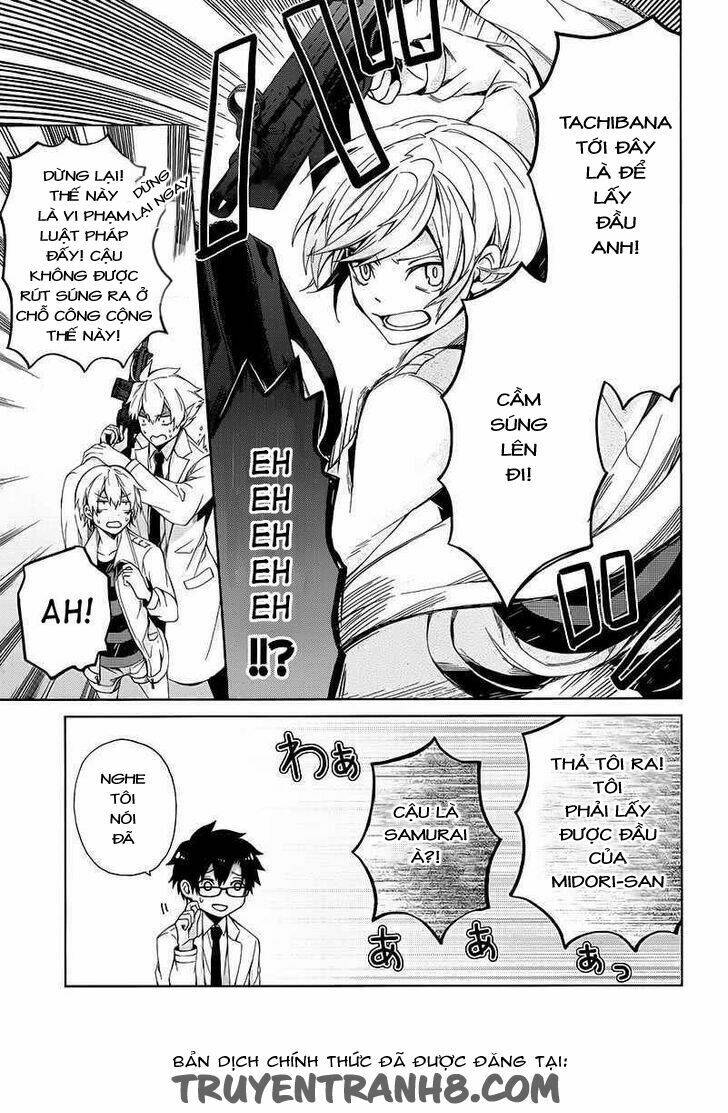 TACHIBANA
TỚI ĐÂY
LÀ ĐỂ
LẤY
ĐẦU
ANH!
CẦM
SÚNG
LÊN
ĐI!
EH
EH
EH
EH
EH
!!?
DỪNG LẠI!
THẾ NÀY
LÀ VI PHẠM
LUẬT PHÁP
ĐẤY! CẬU
KHÔNG ĐƯỢC
RÚT SÚNG RA Ở
CHỖ CÔNG CỘNG
THẾ NÀY!
DỪNG
LẠI NGAY
AH!
THẢ TÔI RA!
TÔI
PHẢI LẤY
ĐƯỢC ĐẦU
CỦA
MIDORI-SAN
CẬU LÀ
SAMURAI
À?!
わぁ
ぁ
ぁ
ぁっ
NGHE
TÔI
NÓI
ĐÃ
BẢN DỊCH CHÍNH THỨC ĐÃ ĐƯỢC ĐĂNG TẠI:
TRUYENTRANH8.COM